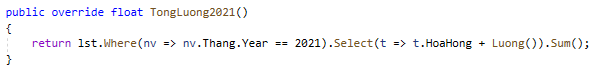 public override float TongLuong2021()
{
return lst.Where(nv => nv.Thang.Year == 2021).Select(t => t.HoaHong + Luong()).Sum();
}